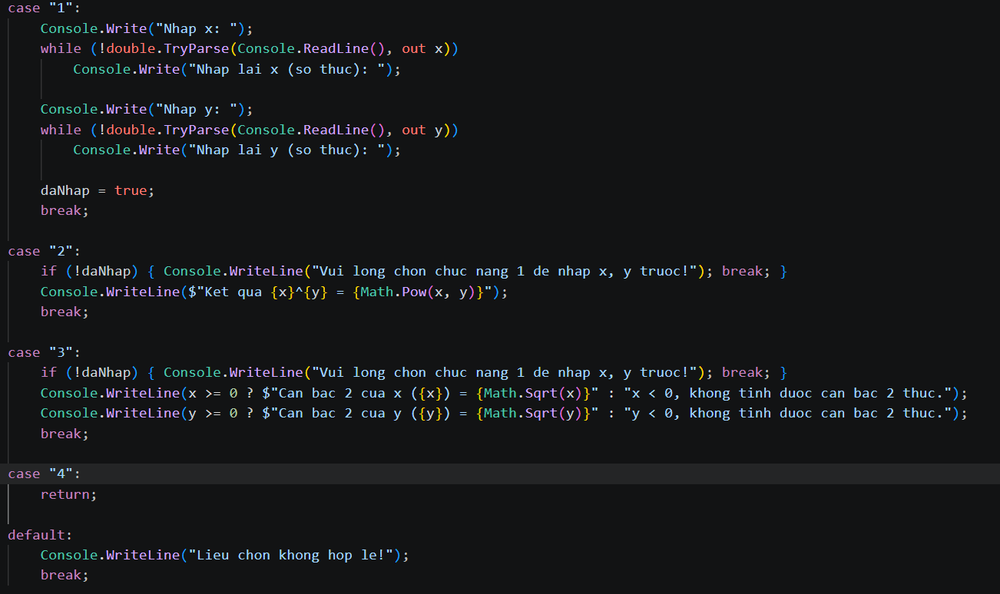 case "1":
Console.Write("Nhap x: ");
while (!double.TryParse(Console.ReadLine(), out x))
Console.Write("Nhap lai x (so thuc): ");
Console.Write("Nhap y: ");
while (!double.TryParse(Console.ReadLine(), out y))
Console.Write("Nhap lai y (so thuc): ");
daNhap = true;
break;
case "2":
if (!daNhap) { Console.WriteLine("Vui long chon chuc nang 1 de nhap x, y truoc!"); break; }
Console.WriteLine($"Ket qua {x}^{y} = {Math.Pow(x, y)}");
break;
case "3":
if (!daNhap) { Console.WriteLine("Vui long chon chuc nang 1 de nhap x, y truoc!"); break; }
Console.WriteLine(x >= 0 ? $"Can bac 2 cua x ({x}) = {Math.Sqrt(x)}" : "x < 0, khong tinh duoc can bac 2 thuc.");
Console.WriteLine(y >= 0 ? $"Can bac 2 cua y ({y}) = {Math.Sqrt(y)}" : "y < 0, khong tinh duoc can bac 2 thuc.");
break;
case "4":
return;
default:
Console.WriteLine("Lieu chon khong hop le!");
break;